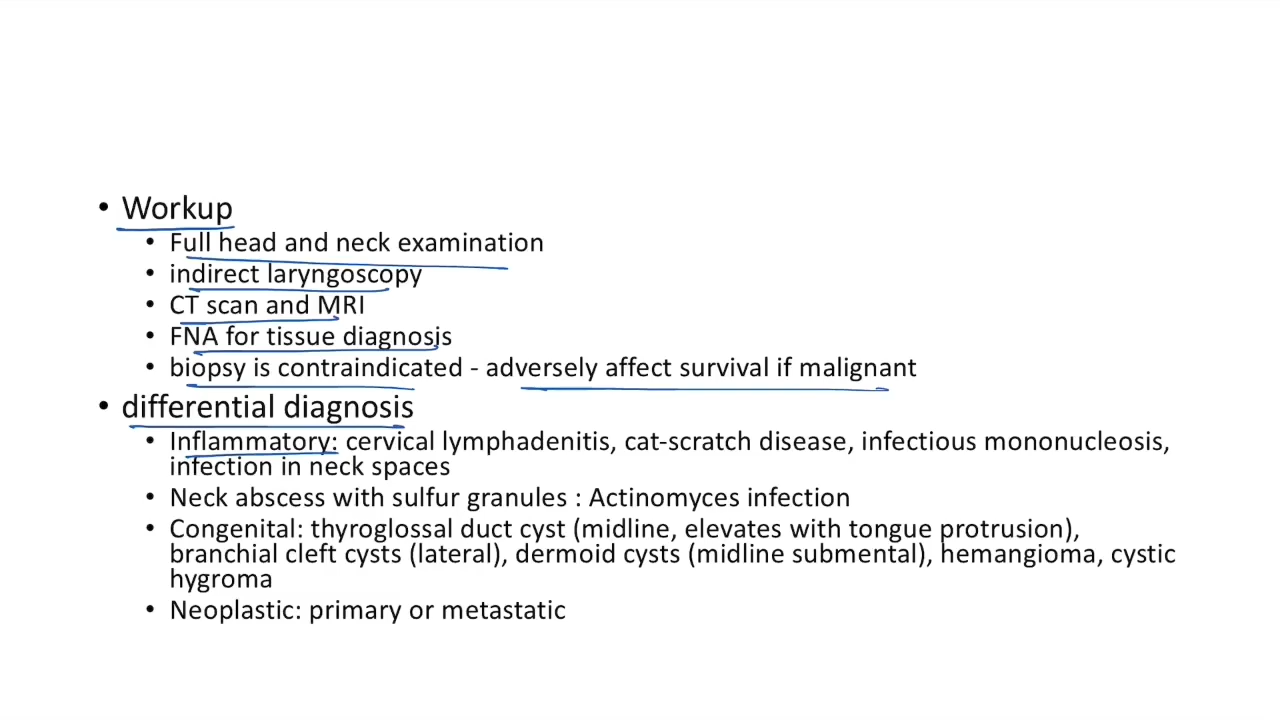 • Workup
• Full head and neck examination
• indirect laryngoscopy
• CT scan and MRI
• FNA for tissue diagnosis
• biopsy is contraindicated - adversely affect survival if malignant
• differential diagnosis
• Inflammatory: cervical lymphadenitis, cat-scratch disease, infectious mononucleosis,
infection in neck spaces
• Neck abscess with sulfur granules : Actinomyces infection
• Congenital: thyroglossal duct cyst (midline, elevates with tongue protrusion),
branchial cleft cysts (lateral), dermoid cysts (midline submental), hemangioma, cystic
hygroma
• Neoplastic: primary or metastatic